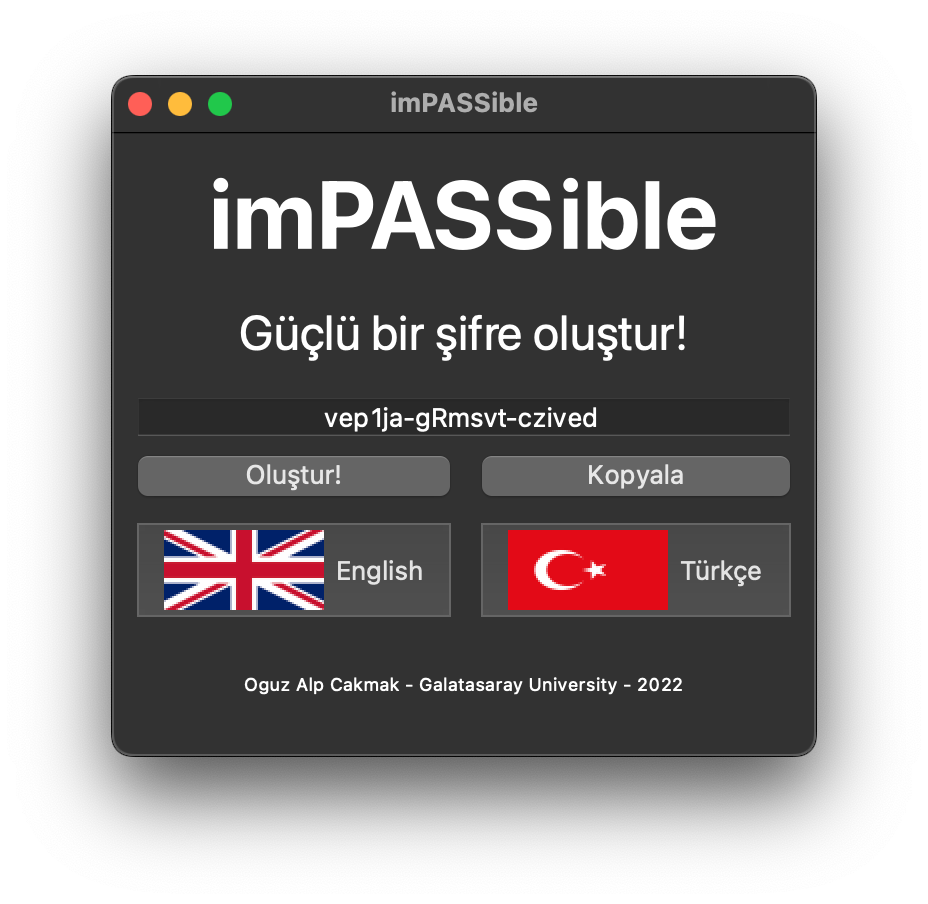 imPASSible
imPASSible
Güçlü bir şifre oluştur!
vep1ja-gRmsvt-czived
Oluştur! Kopyala
English Türkçe
Oguz Alp Cakmak - Galatasaray University - 2022